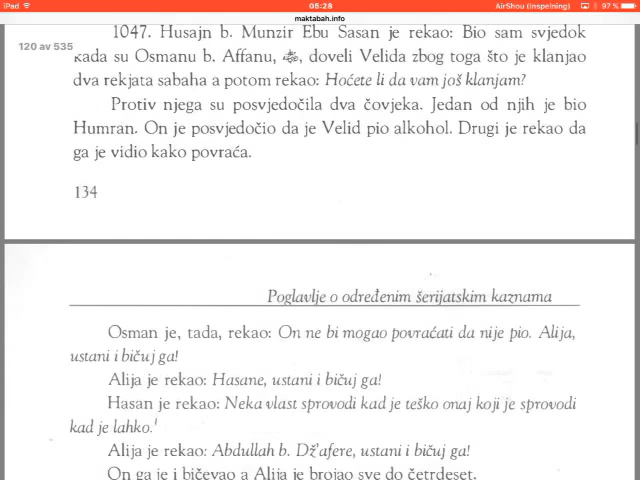 iPad 05:28 AirShou (inspelning) 97 %
maktabah.info
120 av 535
1047. Husajn b. Munzir Ebu Sasan je rekao: Bio sam svjedok
kada su Osmanu b. Affanu, doveli Velida zbog toga što je klanjao
dva rekjata sabaha a potom rekao: Hoćete li da vam još klanjam?
Protiv njega su posvjedočila dva čovjeka. Jedan od njih je bio
Humran. On je posvjedočio da je Velid pio alkohol. Drugi je rekao da
ga je vidio kako povraća.
134
Poglavlje o određenim šerijatskim kaznama
Osman je, tada, rekao: On ne bi mogao povraćati da nije pio. Alija,
ustani i bičuj ga!
Alija je rekao: Hasane, ustani i bičuj ga!
Hasan je rekao: Neka vlast sprovodi kad je teško onaj koji je sprovodi
kad je lahko.¹
Alija je rekao: Abdullah b. Dž'afere, ustani i bičuj ga!
On ga je i bičevao a Alija je brojao sve do četrdeset.